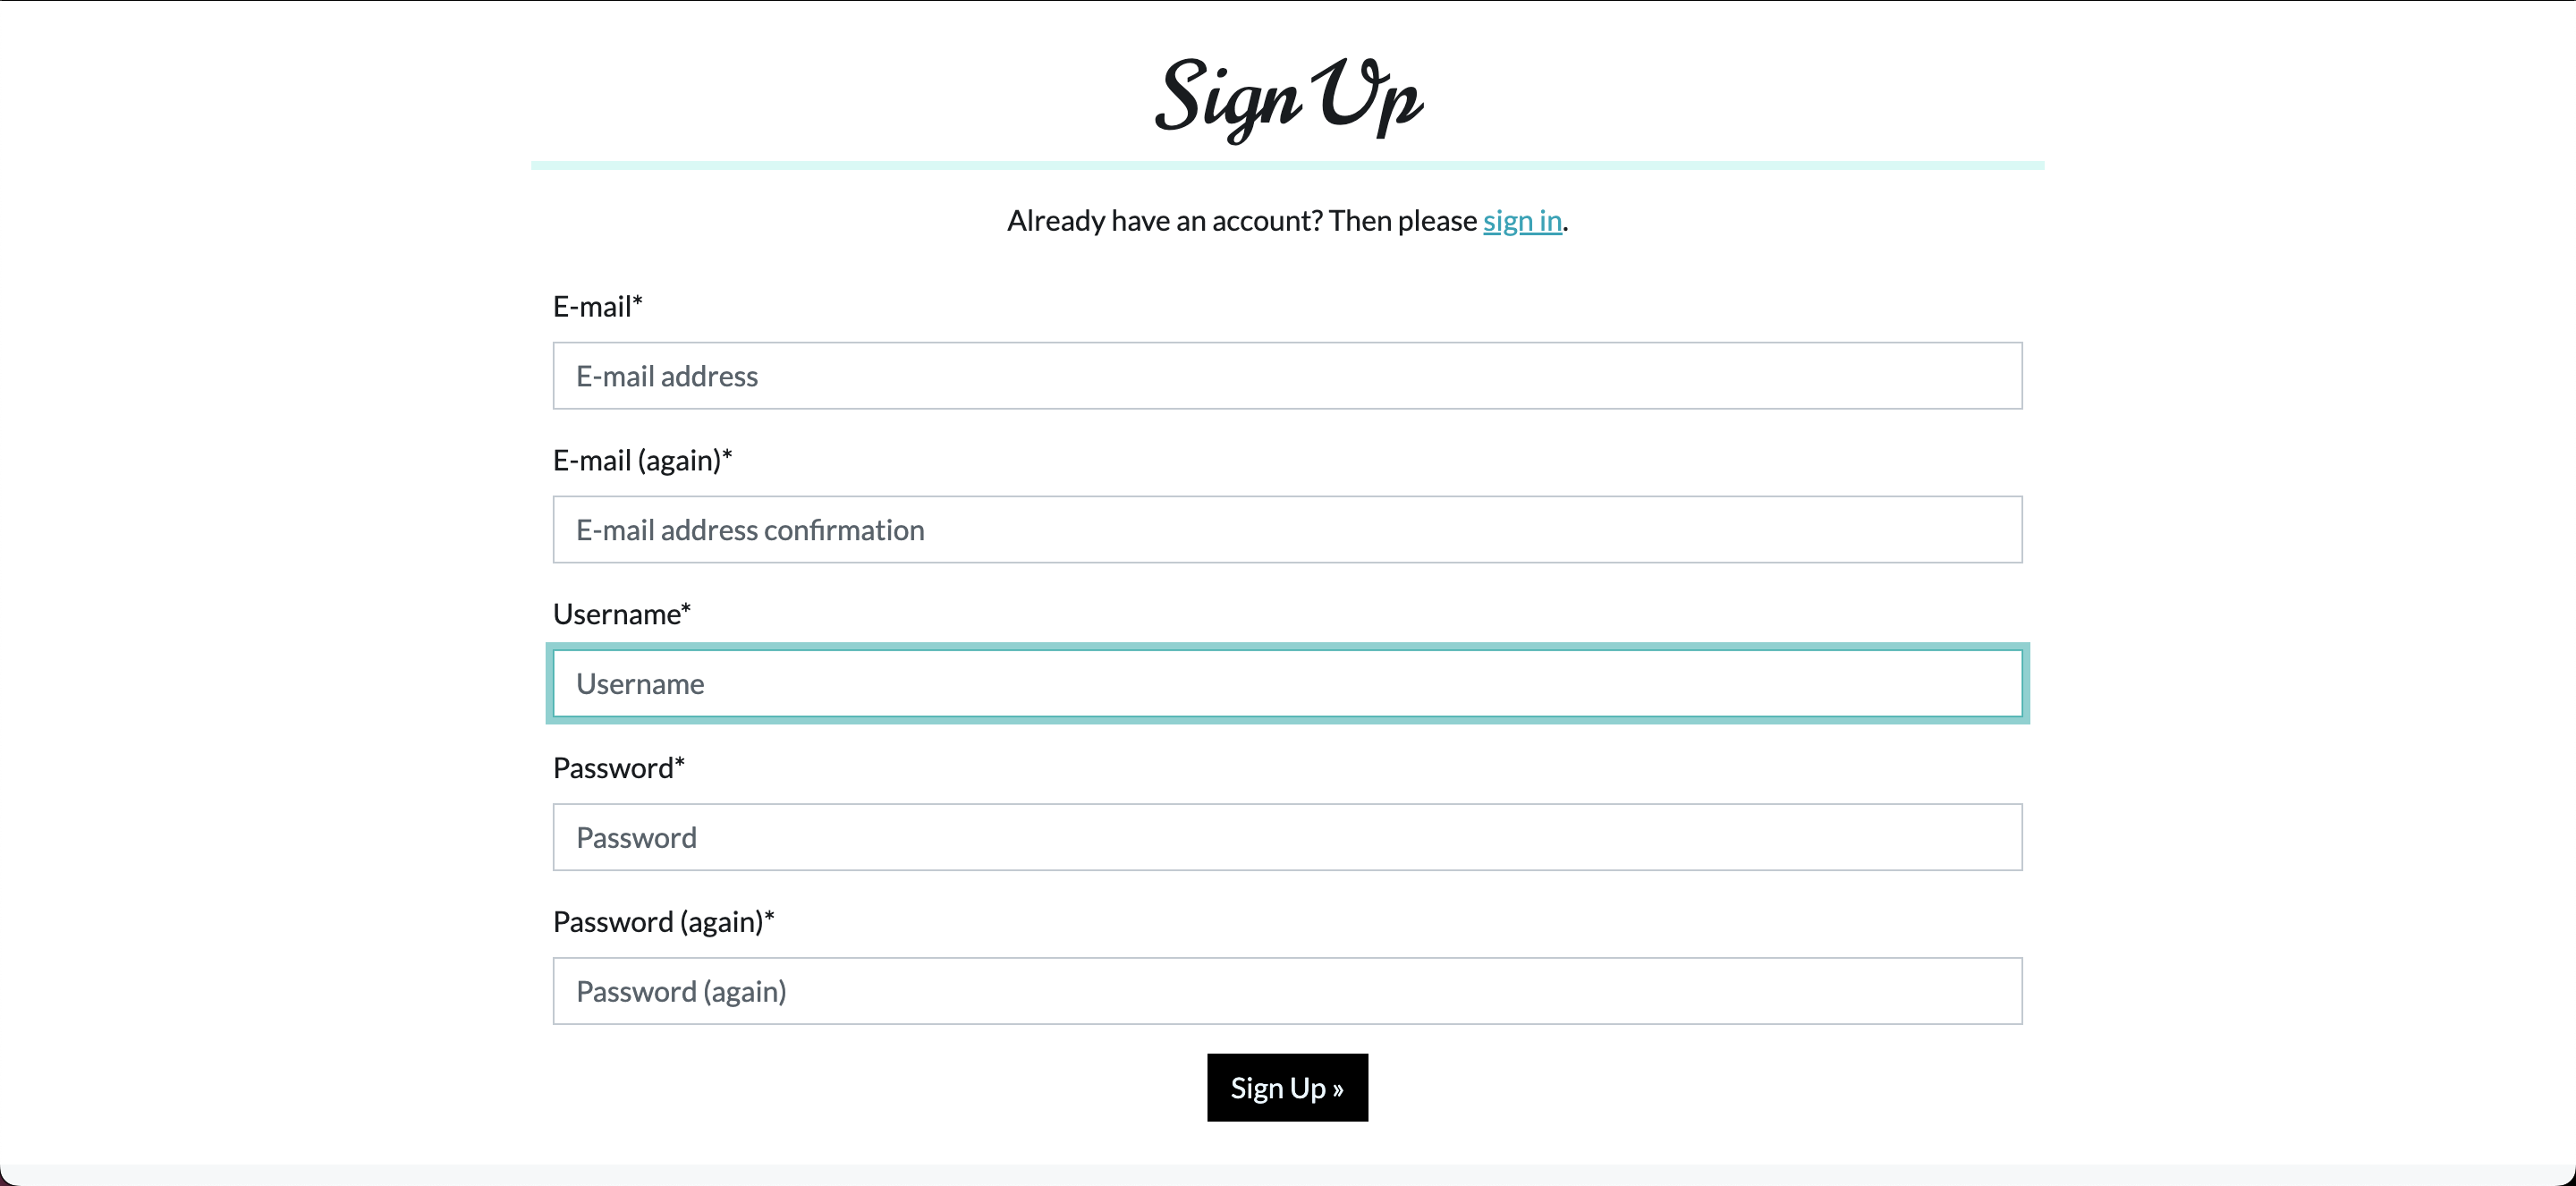 Sign Up
Already have an account? Then please sign in.
E-mail*
E-mail address
E-mail (again)*
E-mail address confirmation
Username*
Username
Password*
Password
Password (again)*
Password (again)
Sign Up »